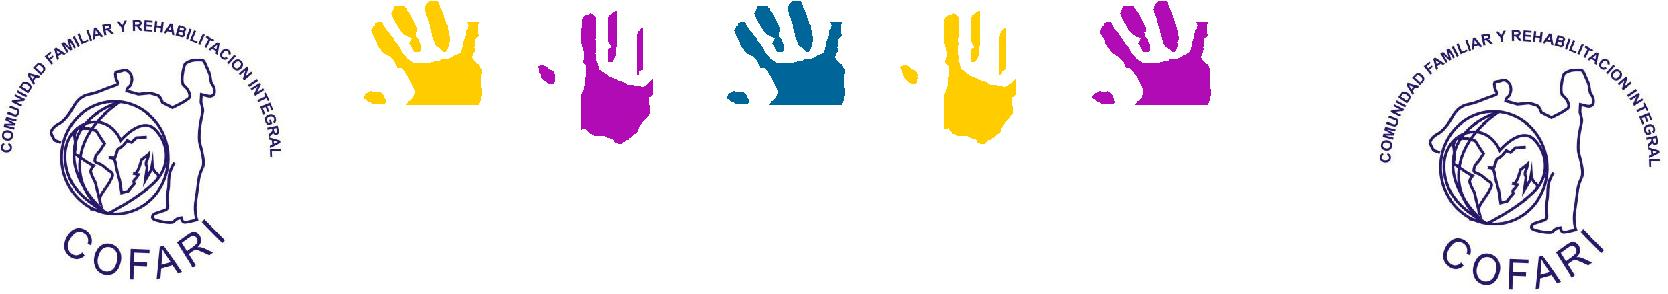 COMUNIDAD FAMILIAR Y REHABILITACION INTEGRAL
COFARI
COMUNIDAD FAMILIAR Y REHABILITACION INTEGRAL
COFARI